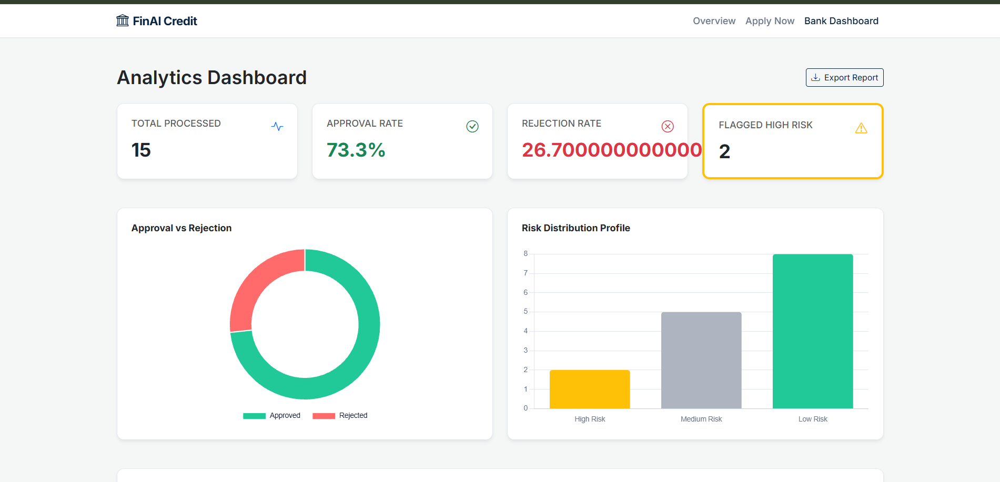 FinAI Credit
Overview Apply Now Bank Dashboard
Analytics Dashboard
Export Report
TOTAL PROCESSED
15
APPROVAL RATE
73.3%
REJECTION RATE
26.700000000000
FLAGGED HIGH RISK
2
Approval vs Rejection
Approved Rejected
Risk Distribution Profile
8
7
6
5
4
3
2
1
0
High Risk Medium Risk Low Risk